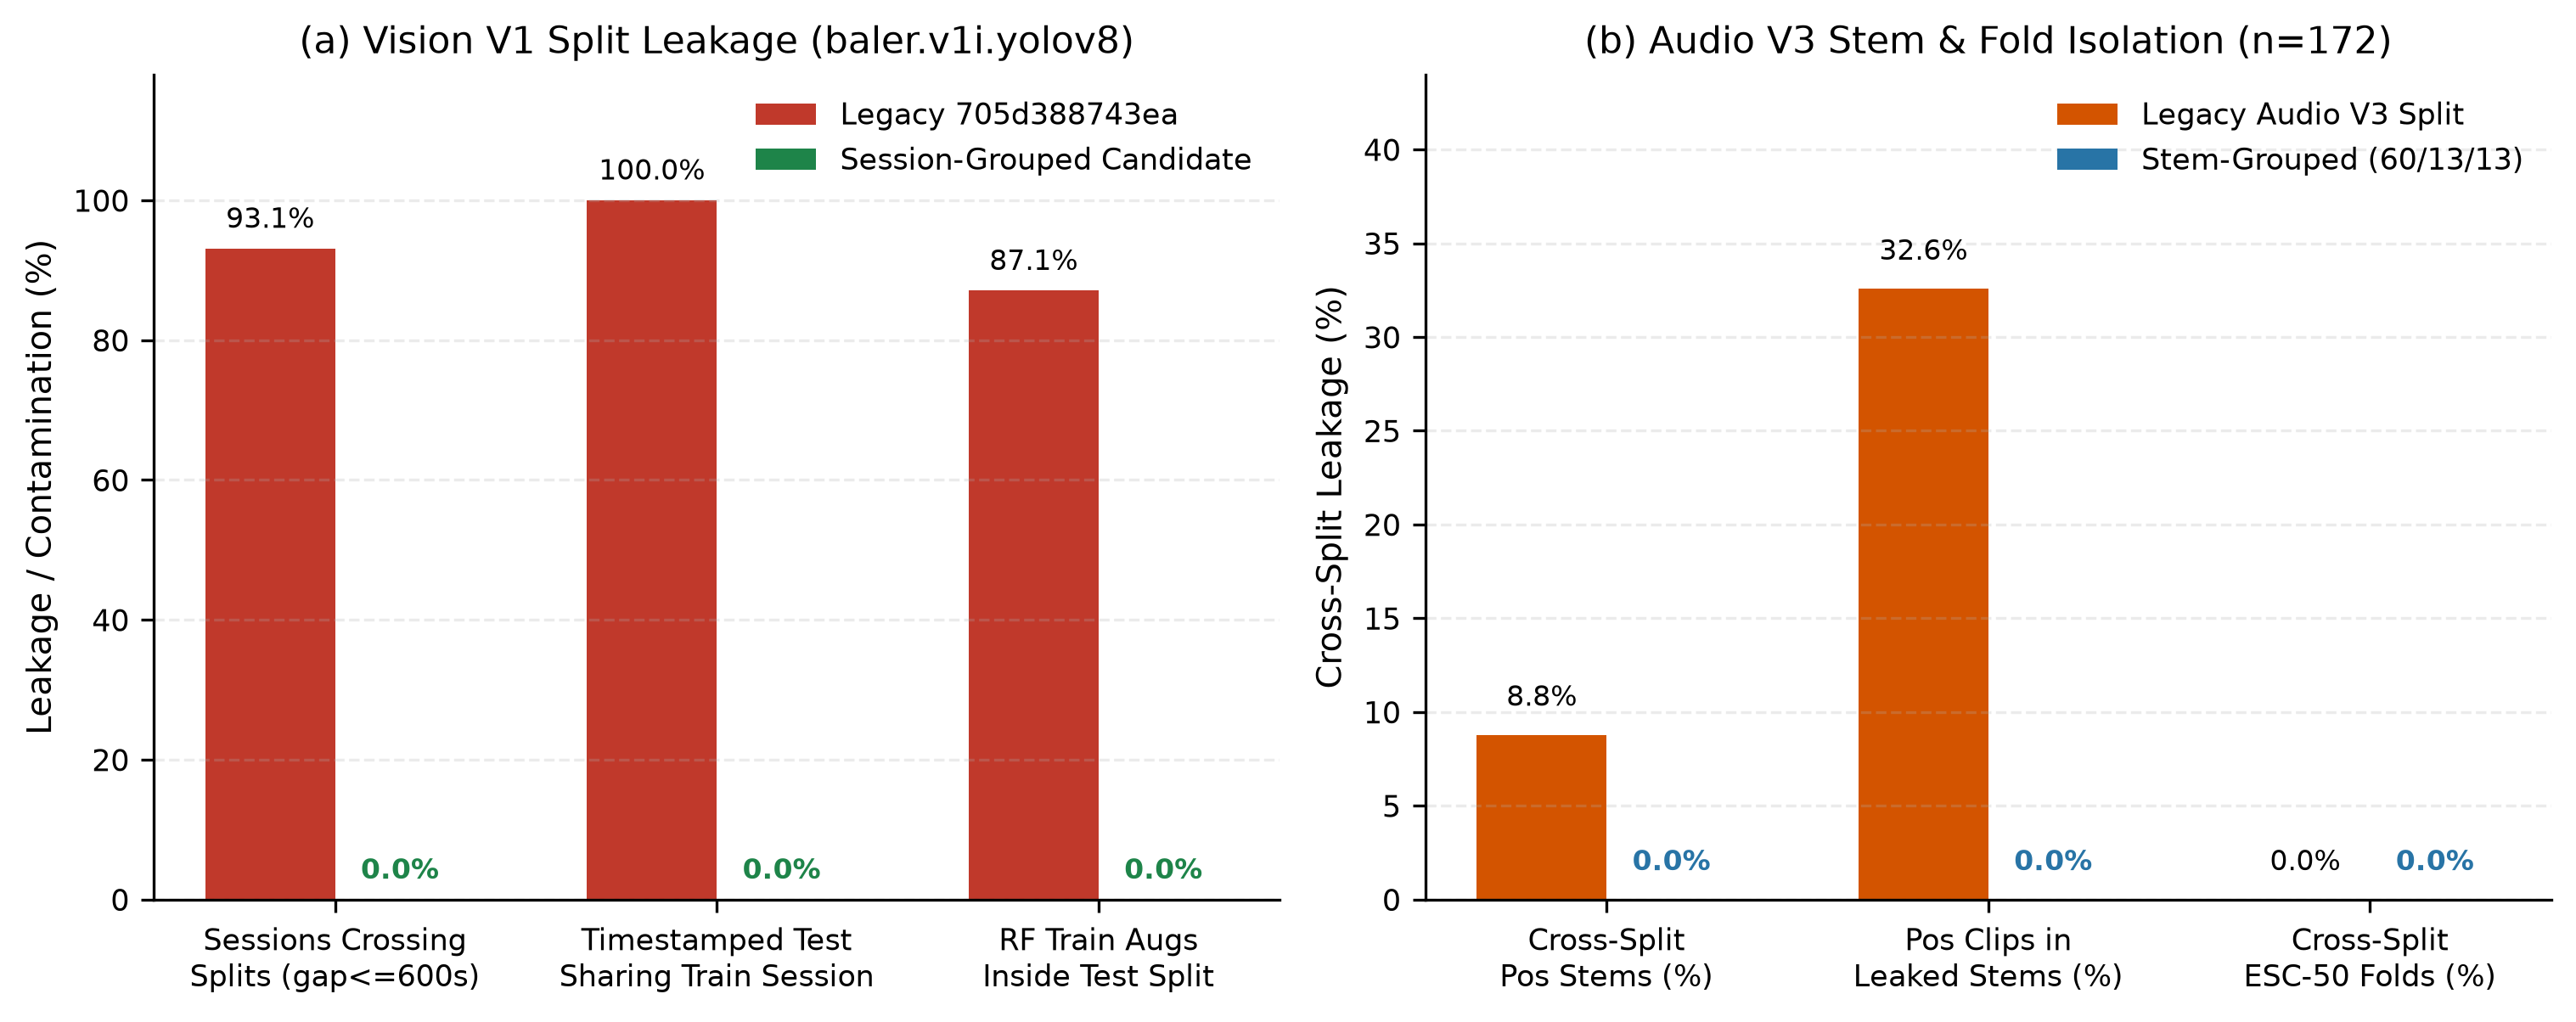 (a) Vision V1 Split Leakage (baler.v1i.yolov8)
Legacy 705d388743ea
Session-Grouped Candidate
Leakage / Contamination (%)
100
80
60
40
20
0
93.1%
100.0%
87.1%
0.0%
0.0%
0.0%
Sessions Crossing
Splits (gap<=600s)
Timestamped Test
Sharing Train Session
RF Train Augs
Inside Test Split
(b) Audio V3 Stem & Fold Isolation (n=172)
Legacy Audio V3 Split
Stem-Grouped (60/13/13)
Cross-Split Leakage (%)
40
35
30
25
20
15
10
5
0
8.8%
32.6%
0.0%
0.0%
0.0%
0.0%
Cross-Split
Pos Stems (%)
Pos Clips in
Leaked Stems (%)
Cross-Split
ESC-50 Folds (%)